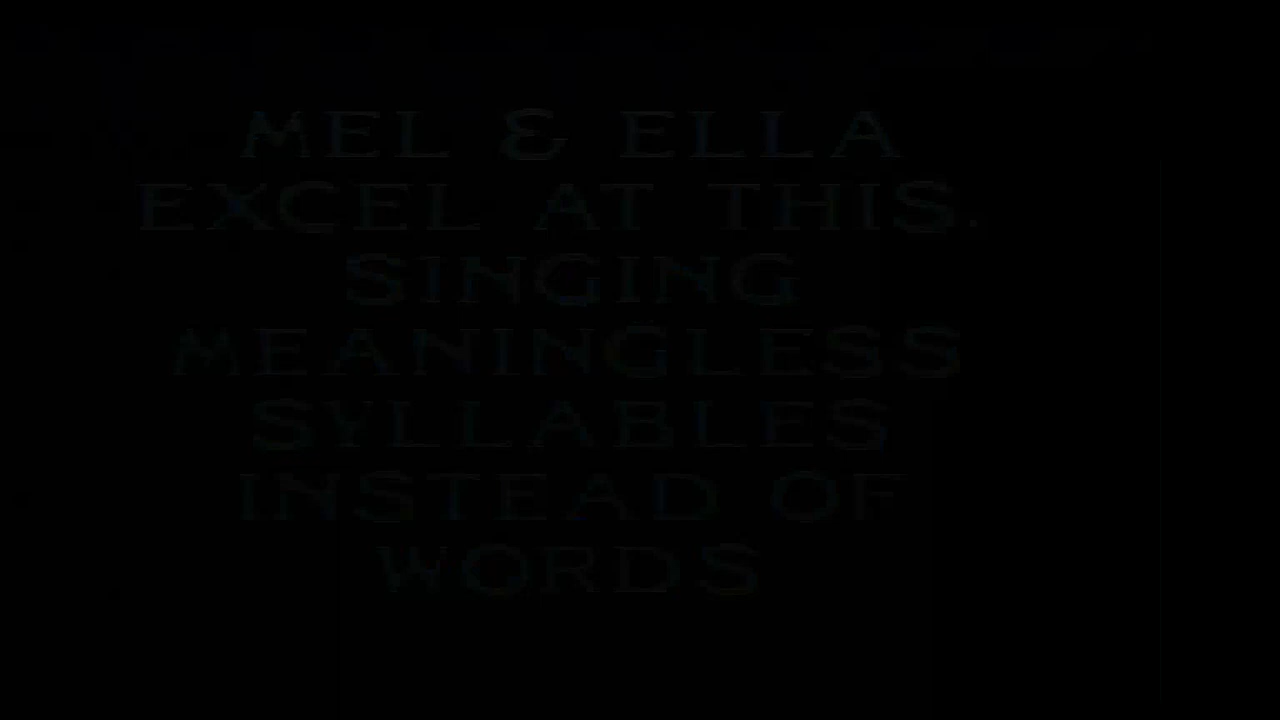 MEL & ELLA
EXCEL AT THIS.
SINGING
MEANINGLESS
SYLLABLES
INSTEAD OF
WORDS